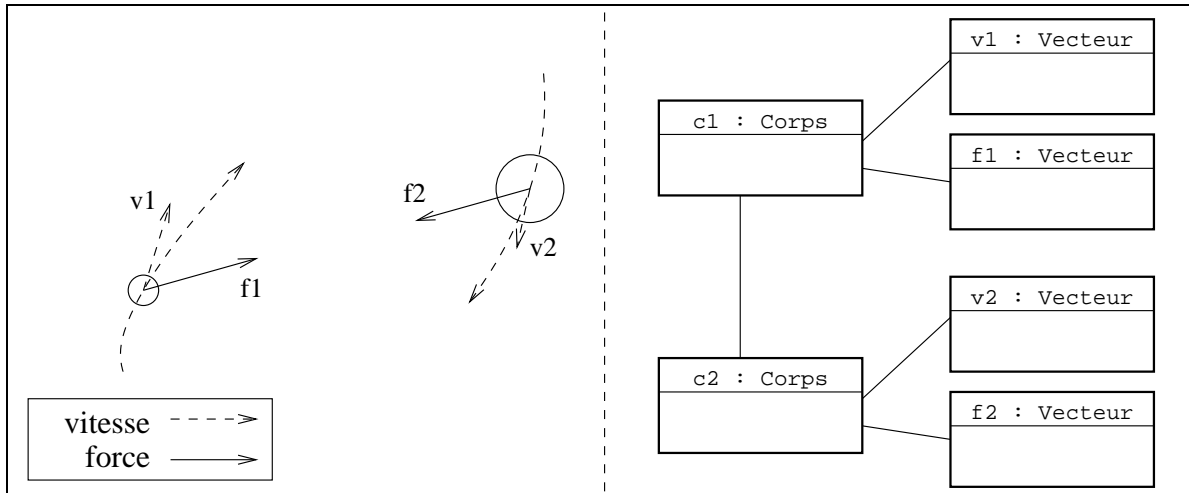 v1
f1
f2
v2
vitesse
force
c1 : Corps
v1 : Vecteur
f1 : Vecteur
c2 : Corps
v2 : Vecteur
f2 : Vecteur